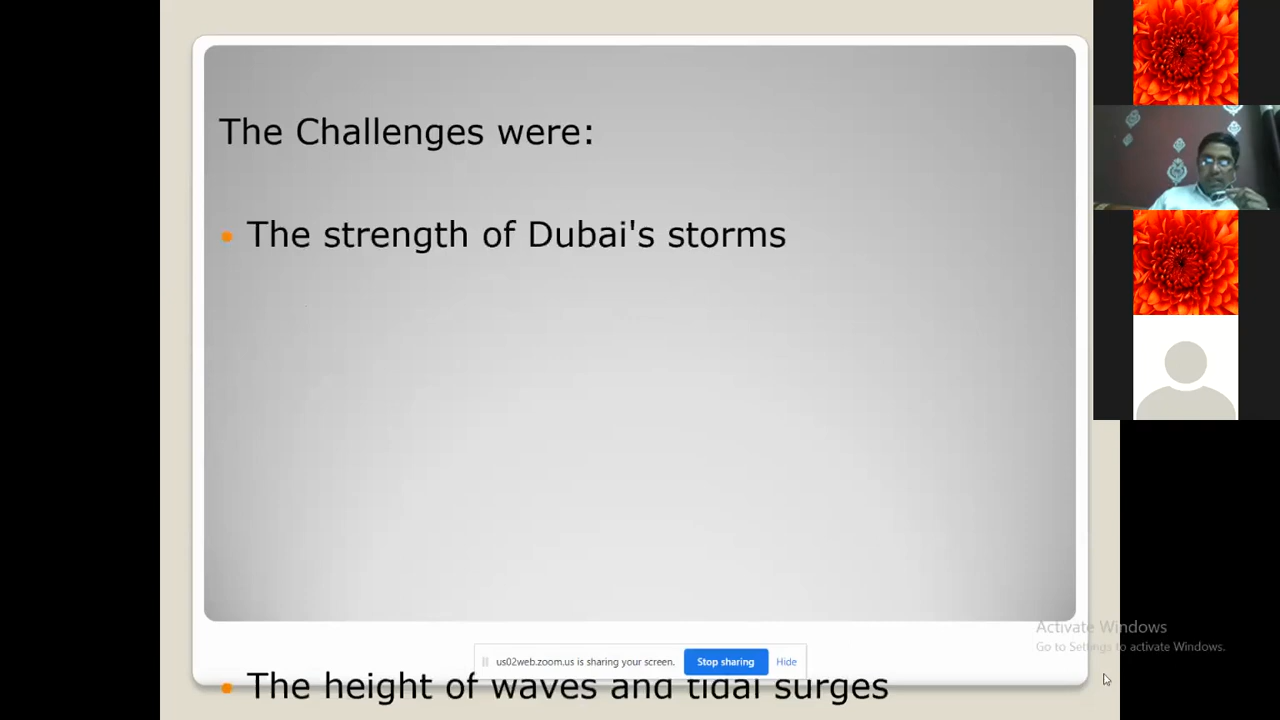 The Challenges were:
• The strength of Dubai's storms
Activate Windows
Go to Settings to activate Windows.
us02web.zoom.us is sharing your screen. Stop sharing Hide
• The height of waves and tidal surges